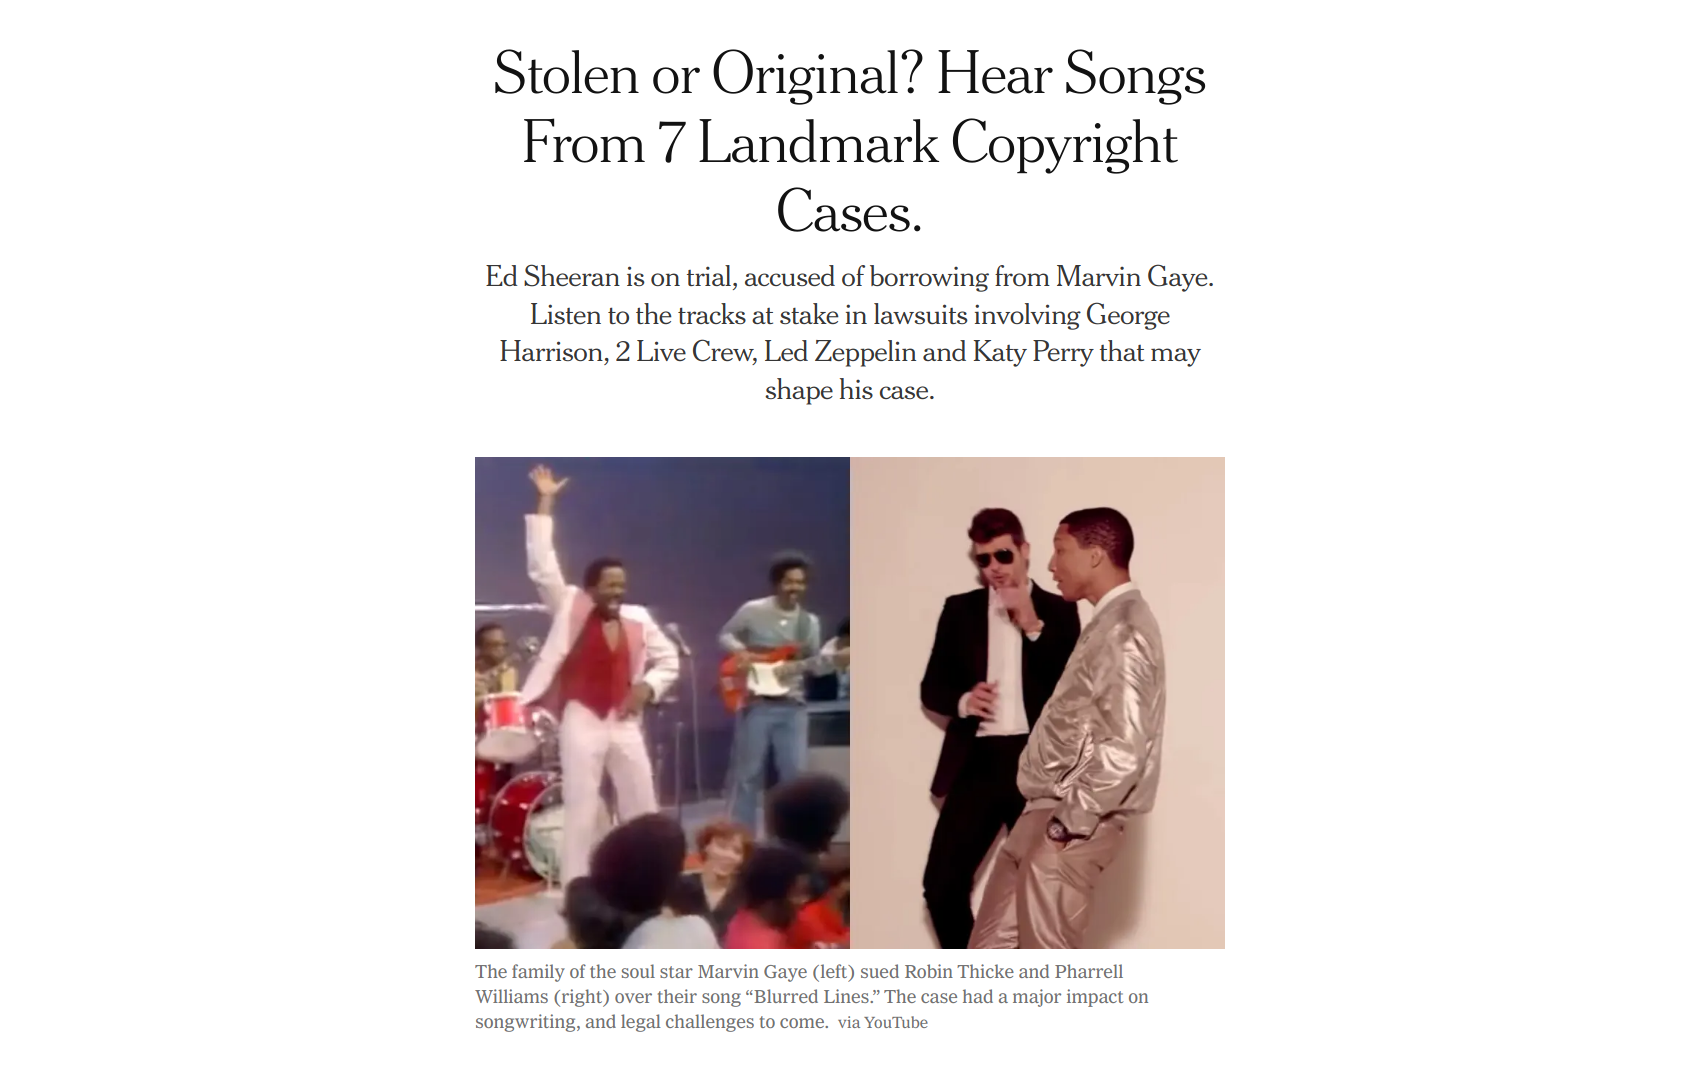 Stolen or Original? Hear Songs
From 7 Landmark Copyright
Cases.
Ed Sheeran is on trial, accused of borrowing from Marvin Gaye.
Listen to the tracks at stake in lawsuits involving George
Harrison, 2 Live Crew, Led Zeppelin and Katy Perry that may
shape his case.
The family of the soul star Marvin Gaye (left) sued Robin Thicke and Pharrell
Williams (right) over their song “Blurred Lines.” The case had a major impact on
songwriting, and legal challenges to come. via YouTube